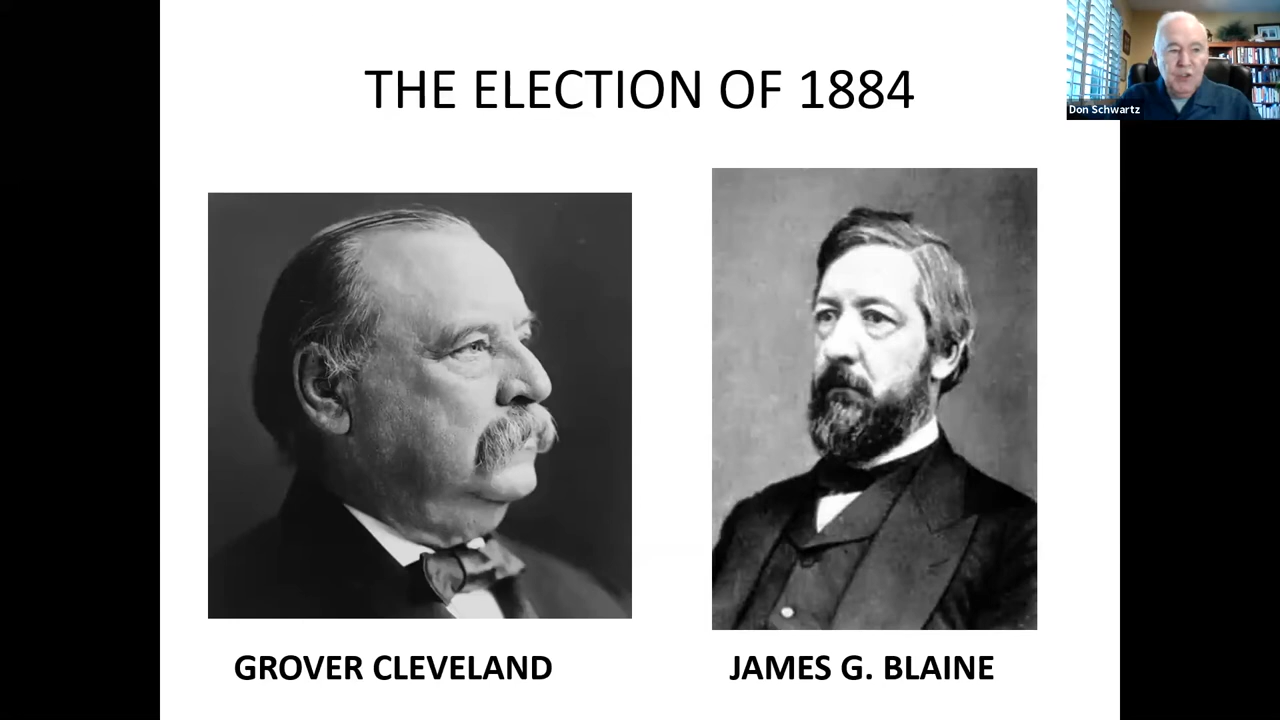 THE ELECTION OF 1884
Don Schwartz
GROVER CLEVELAND
JAMES G. BLAINE